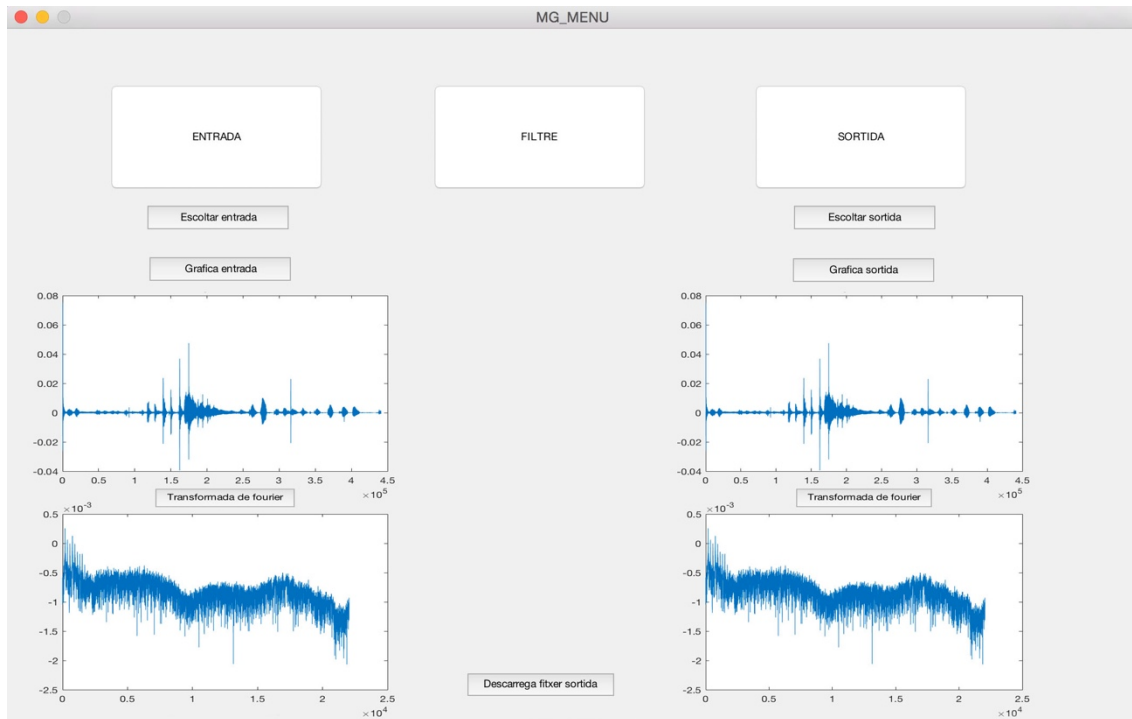 MG_MENU
ENTRADA FILTRE SORTIDA
Escoltar entrada Escoltar sortida
Grafica entrada Grafica sortida
0.08 0.08
0.06 0.06
0.04 0.04
0.02 0.02
0 0
-0.02 -0.02
-0.04 -0.04
0 0.5 1 1.5 2 2.5 3 3.5 4 4.5 0 0.5 1 1.5 2 2.5 3 3.5 4 4.5
×10^5 ×10^5
Transformada de fourier Transformada de fourier
×10^-3 ×10^-3
0.5 0.5
0 0
-0.5 -0.5
-1 -1
-1.5 -1.5
-2 -2
Descarrega fitxer sortida
-2.5 -2.5
0 0.5 1 1.5 2 2.5 0 0.5 1 1.5 2 2.5
×10^4 ×10^4